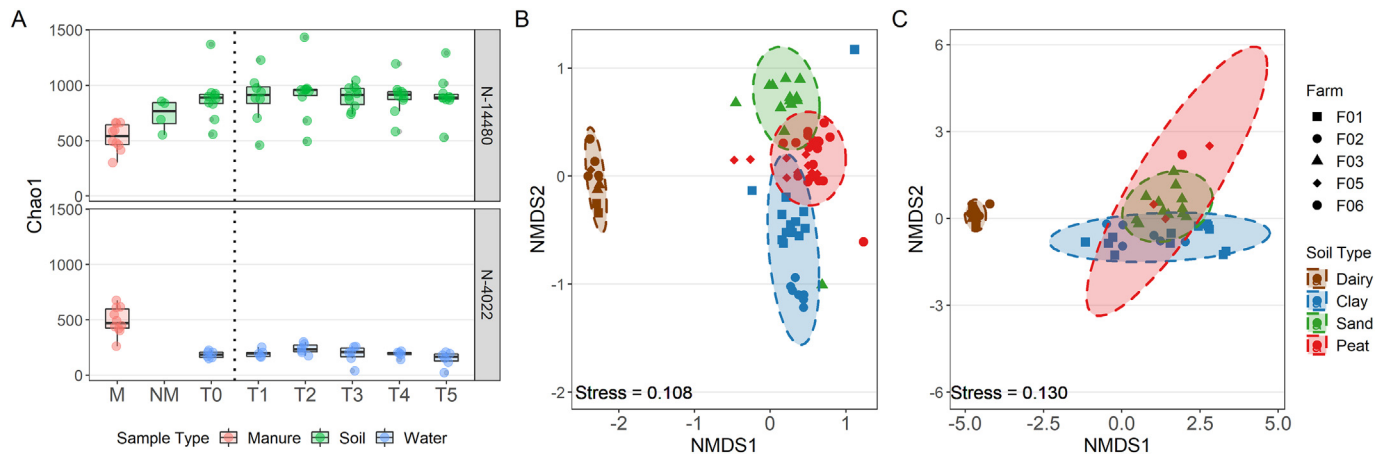 A
1500
1000
500
0
N-14480
1500
1000
500
0
N-4022
Chao1
M NM T0 T1 T2 T3 T4 T5
Sample Type Manure Soil Water
B
1
0
-1
-2
NMDS2
Stress = 0.108
-2 -1 0 1
NMDS1
C
6
3
0
-3
-6
NMDS2
Stress = 0.130
-5.0 -2.5 0.0 2.5 5.0
NMDS1
Farm
F01
F02
F03
F05
F06
Soil Type
Dairy
Clay
Sand
Peat